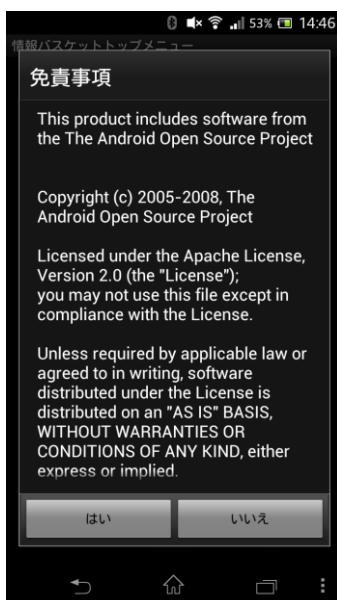 53% 14:46
情報バスケットトップメニュー
免責事項
This product includes software from
the The Android Open Source Project
Copyright (c) 2005-2008, The
Android Open Source Project
Licensed under the Apache License,
Version 2.0 (the "License");
you may not use this file except in
compliance with the License.
Unless required by applicable law or
agreed to in writing, software
distributed under the License is
distributed on an "AS IS" BASIS,
WITHOUT WARRANTIES OR
CONDITIONS OF ANY KIND, either
express or implied.
はい いいえ